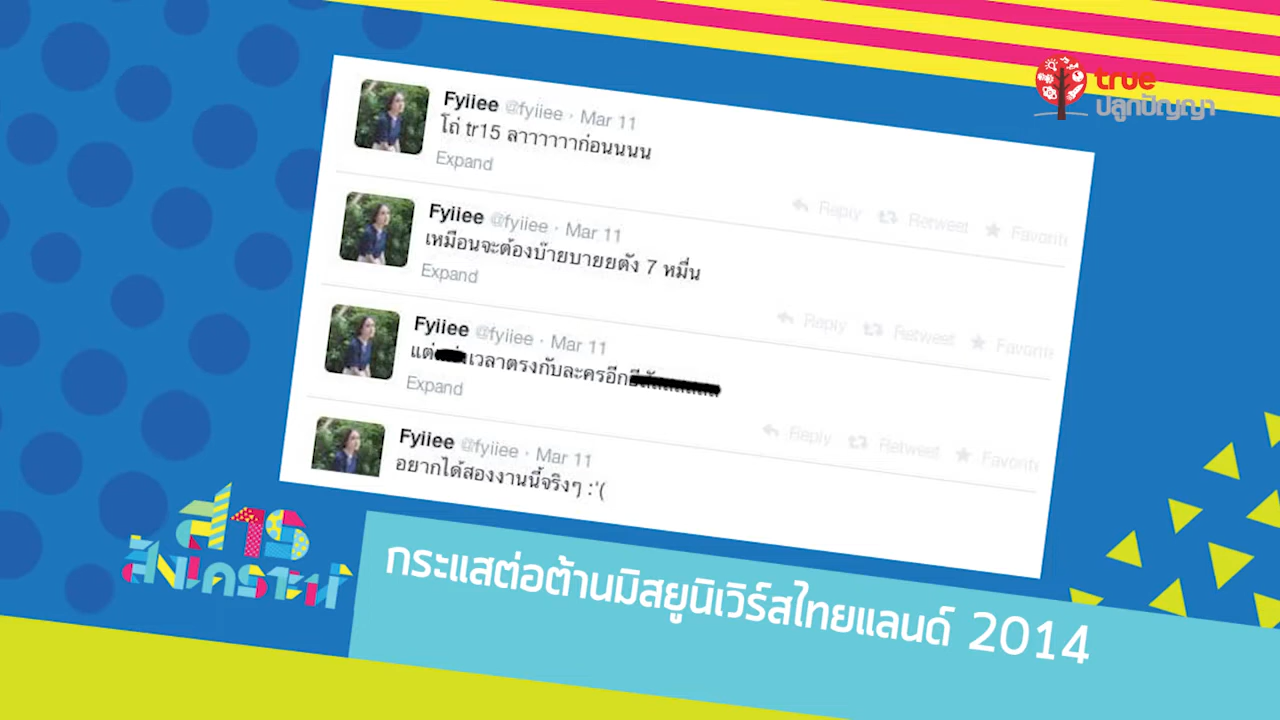 true
ปลูกปัญญา
Fyiiee @fyiiee · Mar 11
โถ่ tr15 ลาาาาาาก่อนนนน
Expand
Reply Retweet Favorite
Fyiiee @fyiiee · Mar 11
เหมือนจะต้องบ๊ายบายยตัง 7 หมื่น
Expand
Reply Retweet Favorite
Fyiiee @fyiiee · Mar 11
แต่ เวลาตรงกับละครอีก
Expand
Reply Retweet Favorite
Fyiiee @fyiiee · Mar 11
อยากได้สองงานนี้จริงๆ :'(
สาร
สังเคราะห์
กระแสต่อต้านมิสยูนิเวิร์สไทยแลนด์ 2014